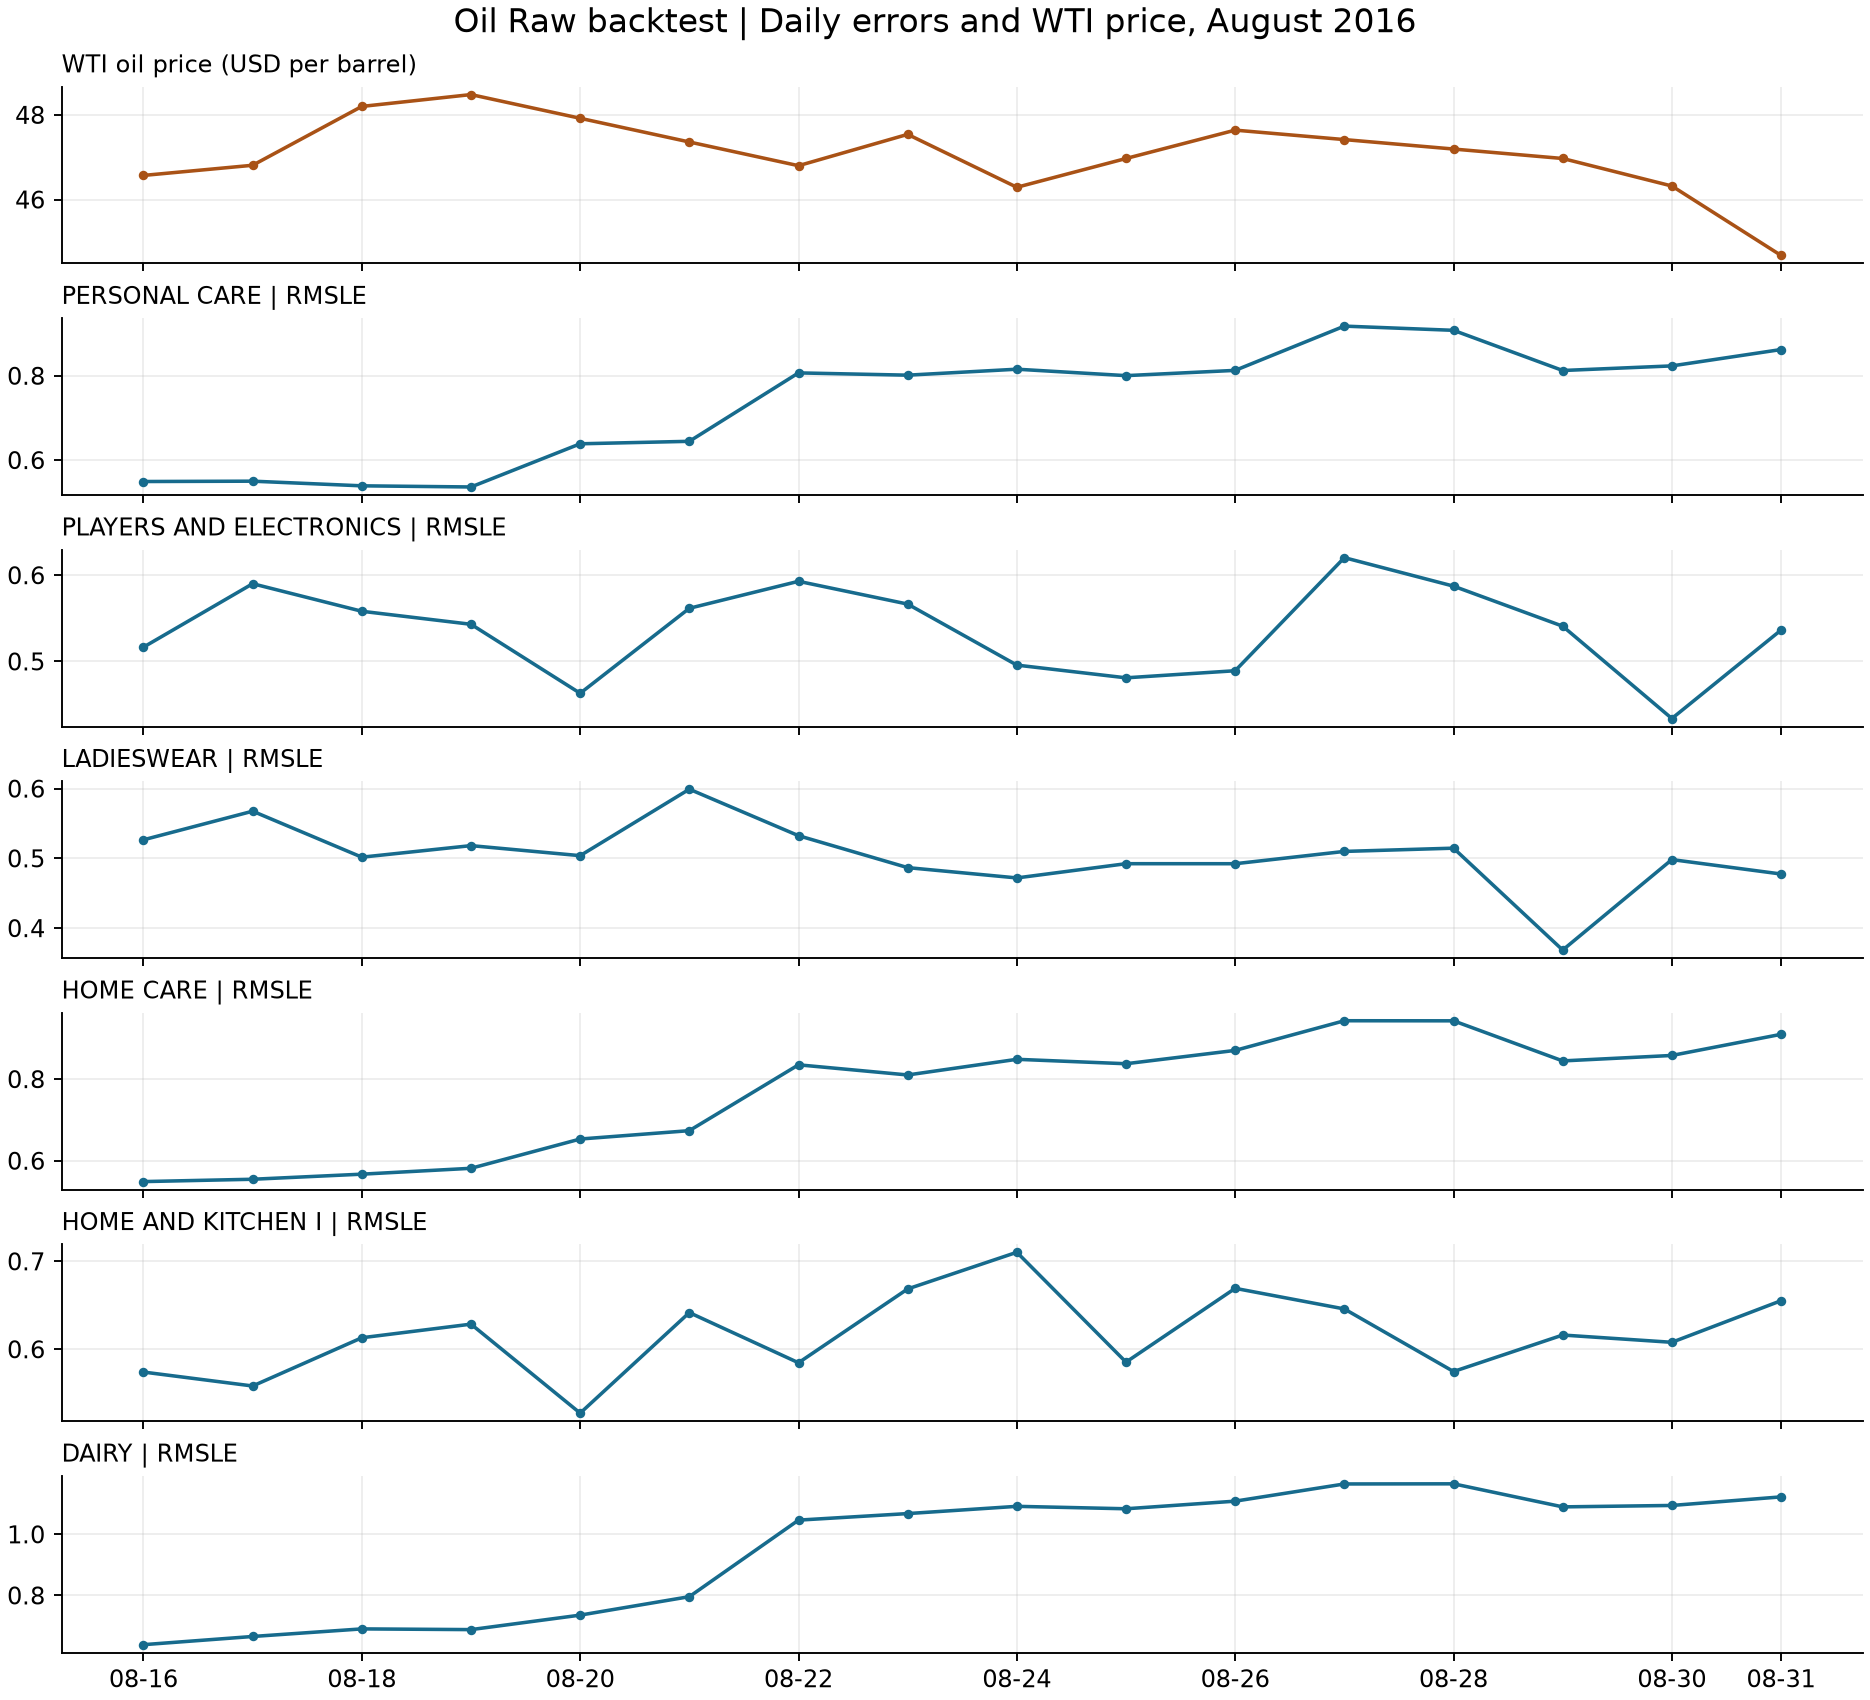 Oil Raw backtest | Daily errors and WTI price, August 2016
WTI oil price (USD per barrel)
48
46
PERSONAL CARE | RMSLE
0.8
0.6
PLAYERS AND ELECTRONICS | RMSLE
0.6
0.5
LADIESWEAR | RMSLE
0.6
0.5
0.4
HOME CARE | RMSLE
0.8
0.6
HOME AND KITCHEN I | RMSLE
0.7
0.6
DAIRY | RMSLE
1.0
0.8
08-16 08-18 08-20 08-22 08-24 08-26 08-28 08-30 08-31